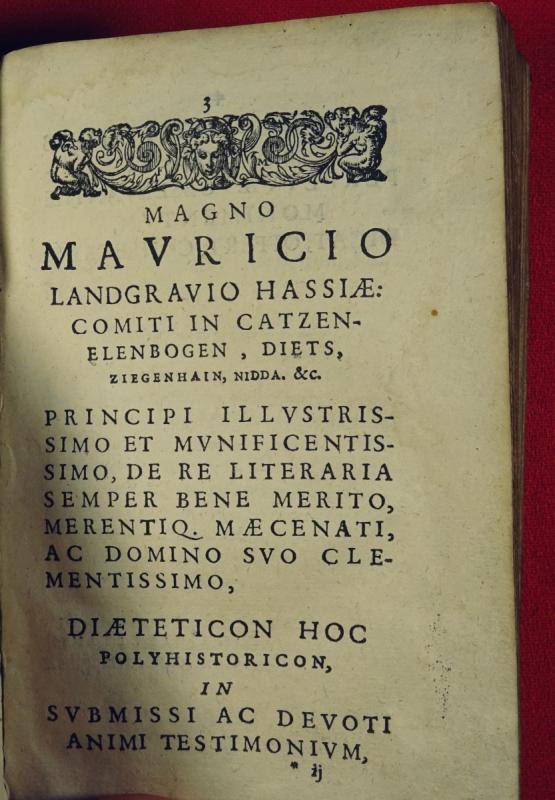 3
MAGNO
MAVRICIO
LANDGRAVIO HASSIÆ:
COMITI IN CATZEN-
ELENBOGEN, DIETS,
ZIEGENHAIN, NIDDA. &c.
PRINCIPI ILLVSTRIS-
SIMO ET MVNIFICENTIS-
SIMO, DE RE LITERARIA
SEMPER BENE MERITO,
MERENTIQ. MÆCENATI,
AC DOMINO SVO CLE-
MENTISSIMO,
DIÆTETICON HOC
POLYHISTORICON,
IN
SVBMISSI AC DEVOTI
ANIMI TESTIMONIVM,
* ij